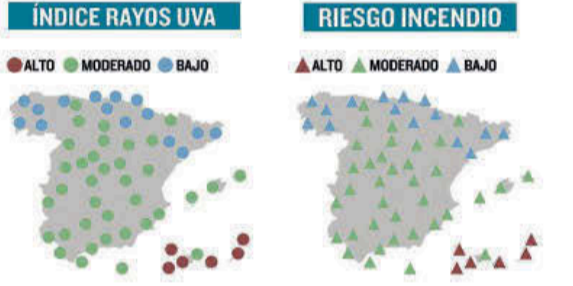 ÍNDICE RAYOS UVA
ALTO MODERADO BAJO
RIESGO INCENDIO
ALTO MODERADO BAJO